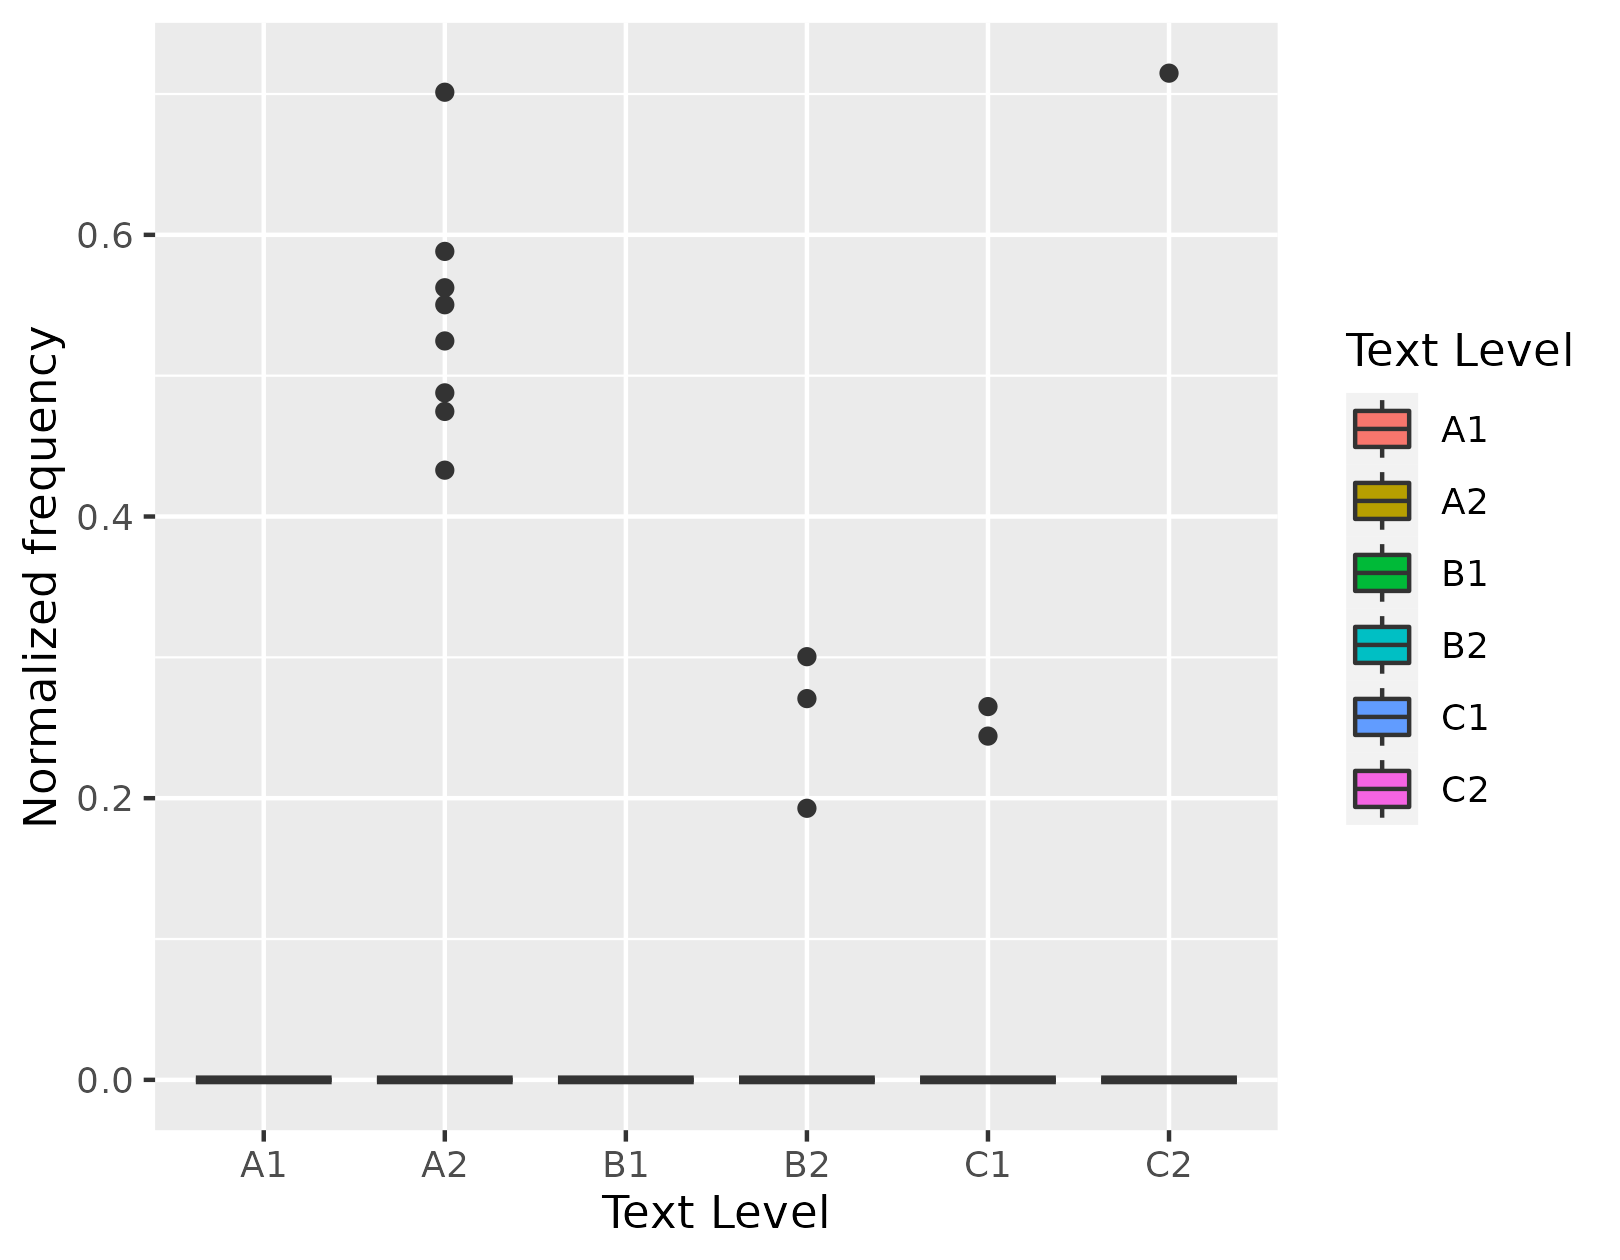 Normalized frequency
0.6
0.4
0.2
0.0
A1 A2 B1 B2 C1 C2
Text Level
Text Level
A1
A2
B1
B2
C1
C2